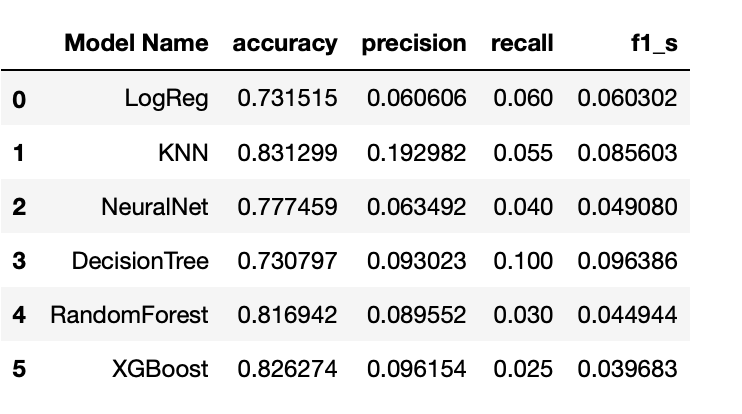 Model Name accuracy precision recall f1_s
0 LogReg 0.731515 0.060606 0.060 0.060302
1 KNN 0.831299 0.192982 0.055 0.085603
2 NeuralNet 0.777459 0.063492 0.040 0.049080
3 DecisionTree 0.730797 0.093023 0.100 0.096386
4 RandomForest 0.816942 0.089552 0.030 0.044944
5 XGBoost 0.826274 0.096154 0.025 0.039683